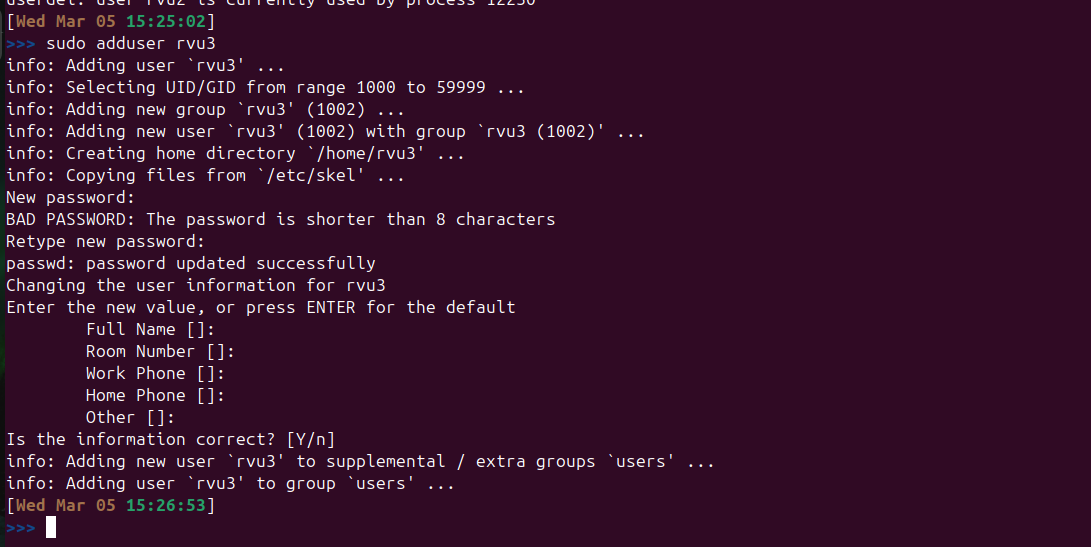 userdel: user rvu2 is currently used by process 12250
[Wed Mar 05 15:25:02]
>>> sudo adduser rvu3
info: Adding user `rvu3' ...
info: Selecting UID/GID from range 1000 to 59999 ...
info: Adding new group `rvu3' (1002) ...
info: Adding new user `rvu3' (1002) with group `rvu3 (1002)' ...
info: Creating home directory `/home/rvu3' ...
info: Copying files from `/etc/skel' ...
New password:
BAD PASSWORD: The password is shorter than 8 characters
Retype new password:
passwd: password updated successfully
Changing the user information for rvu3
Enter the new value, or press ENTER for the default
        Full Name []:
        Room Number []:
        Work Phone []:
        Home Phone []:
        Other []:
Is the information correct? [Y/n]
info: Adding new user `rvu3' to supplemental / extra groups `users' ...
info: Adding user `rvu3' to group `users' ...
[Wed Mar 05 15:26:53]
>>>